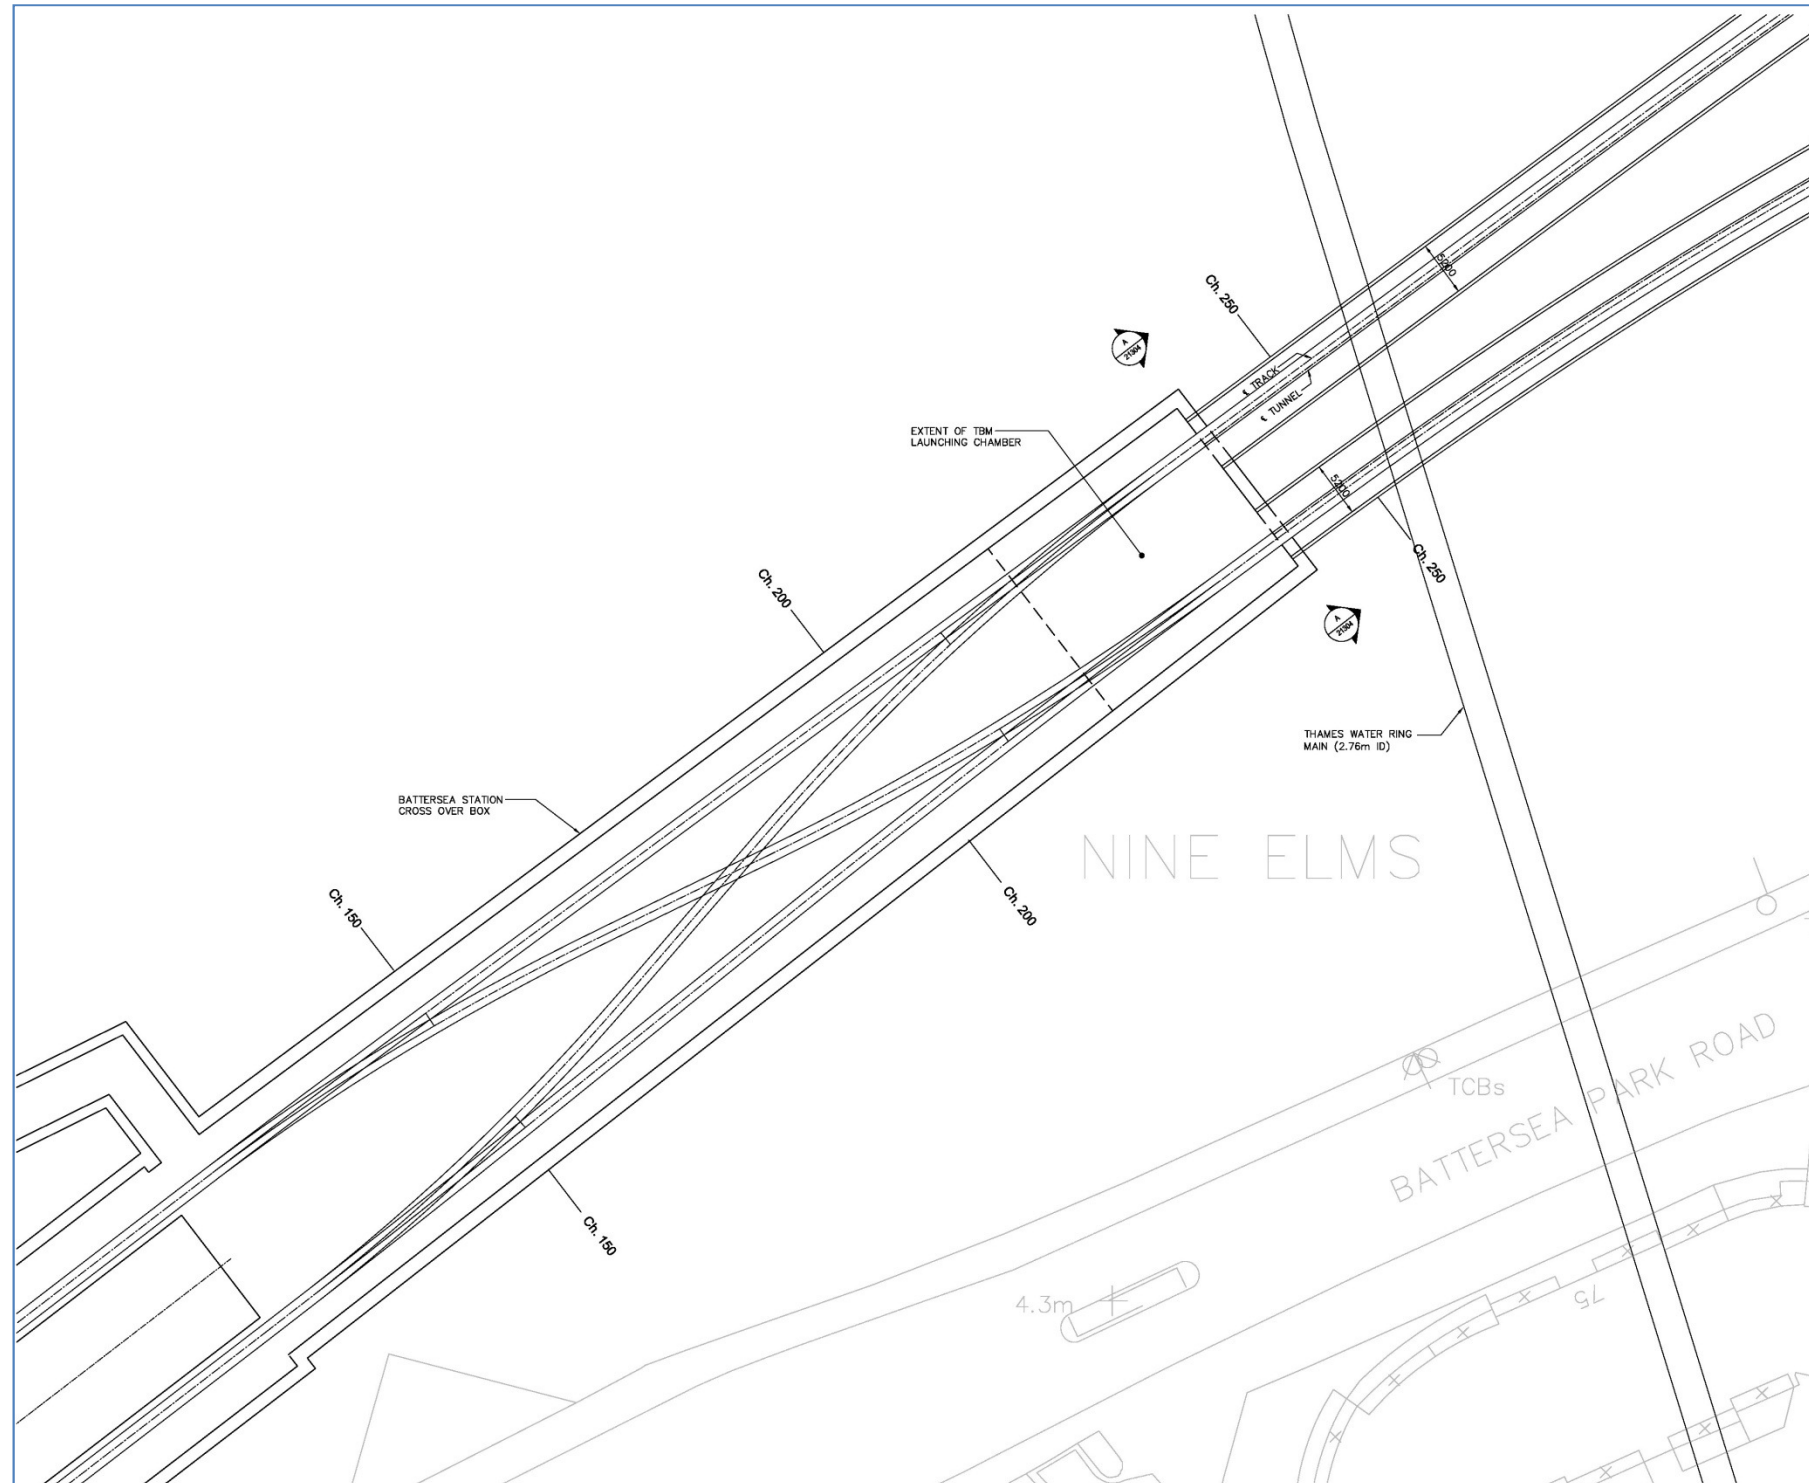 Ch. 250
5200
A
21304
℄ TRACK
℄ TUNNEL
EXTENT OF TBM
LAUNCHING CHAMBER
5200
Ch. 250
Ch. 200
A
21304
THAMES WATER RING
MAIN (2.76m ID)
BATTERSEA STATION
CROSS OVER BOX
NINE ELMS
Ch. 200
Ch. 150
TCBs
BATTERSEA PARK ROAD
Ch. 150
4.3m
75